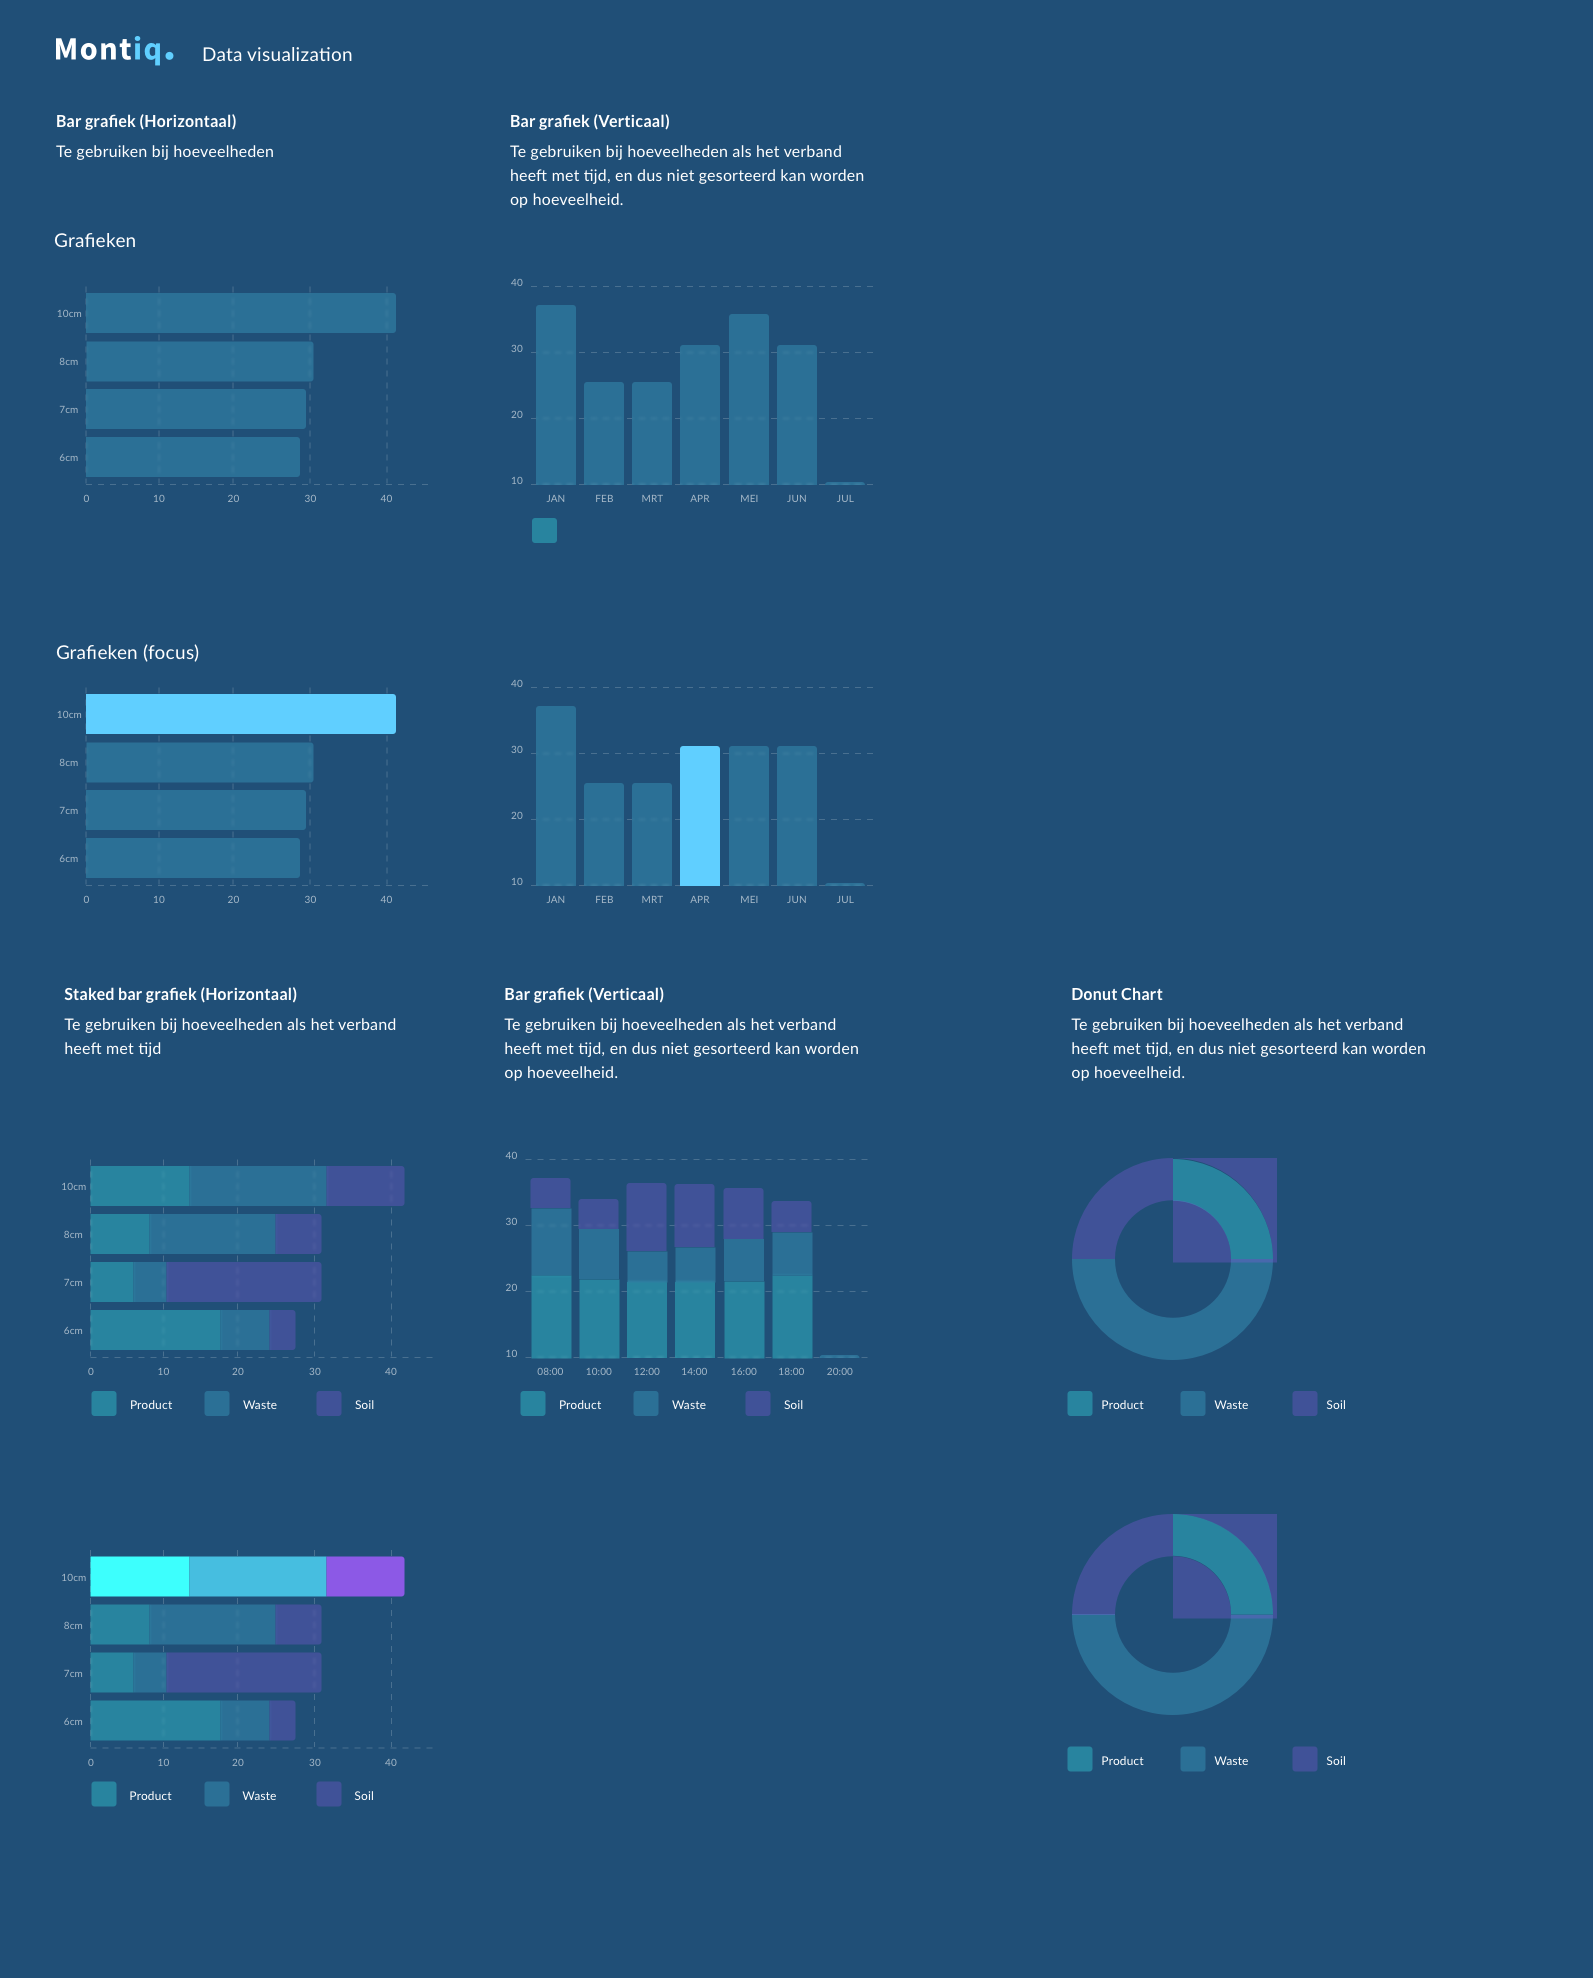 Montiq.
Data visualization
Bar grafiek (Horizontaal)
Te gebruiken bij hoeveelheden
Bar grafiek (Verticaal)
Te gebruiken bij hoeveelheden als het verband
heeft met tijd, en dus niet gesorteerd kan worden
op hoeveelheid.
Grafieken
10cm
8cm
7cm
6cm
0 10 20 30 40
40
30
20
10
JAN FEB MRT APR MEI JUN JUL
Grafieken (focus)
10cm
8cm
7cm
6cm
0 10 20 30 40
40
30
20
10
JAN FEB MRT APR MEI JUN JUL
Staked bar grafiek (Horizontaal)
Te gebruiken bij hoeveelheden als het verband
heeft met tijd
Bar grafiek (Verticaal)
Te gebruiken bij hoeveelheden als het verband
heeft met tijd, en dus niet gesorteerd kan worden
op hoeveelheid.
Donut Chart
Te gebruiken bij hoeveelheden als het verband
heeft met tijd, en dus niet gesorteerd kan worden
op hoeveelheid.
10cm
8cm
7cm
6cm
0 10 20 30 40
Product Waste Soil
40
30
20
10
08:00 10:00 12:00 14:00 16:00 18:00 20:00
Product Waste Soil
Product Waste Soil
10cm
8cm
7cm
6cm
0 10 20 30 40
Product Waste Soil
Product Waste Soil